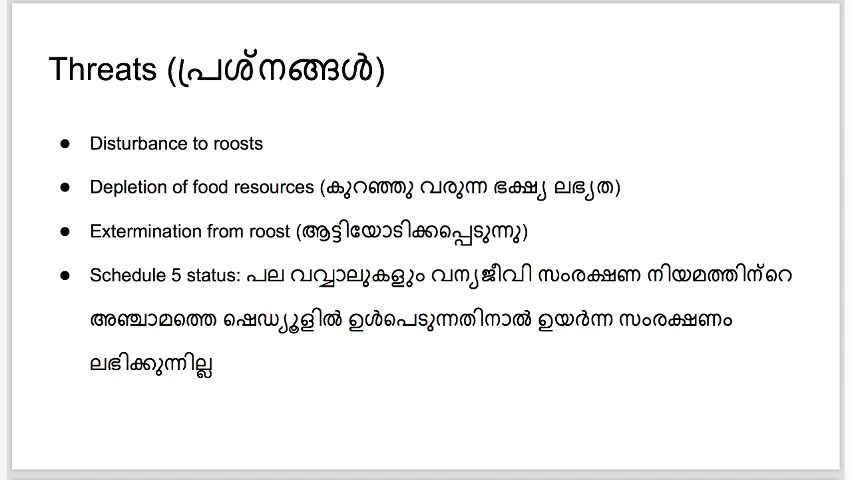 Threats (പ്രശ്നങ്ങൾ)
● Disturbance to roosts
● Depletion of food resources (കുറഞ്ഞു വരുന്ന ഭക്ഷ്യ ലഭ്യത)
● Extermination from roost (ആട്ടിയോടിക്കപ്പെടുന്നു)
● Schedule 5 status: പല വവ്വാലുകളും വന്യജീവി സംരക്ഷണ നിയമത്തിന്റെ
അഞ്ചാമത്തെ ഷെഡ്യൂളിൽ ഉൾപെടുന്നതിനാൽ ഉയർന്ന സംരക്ഷണം
ലഭിക്കുന്നില്ല